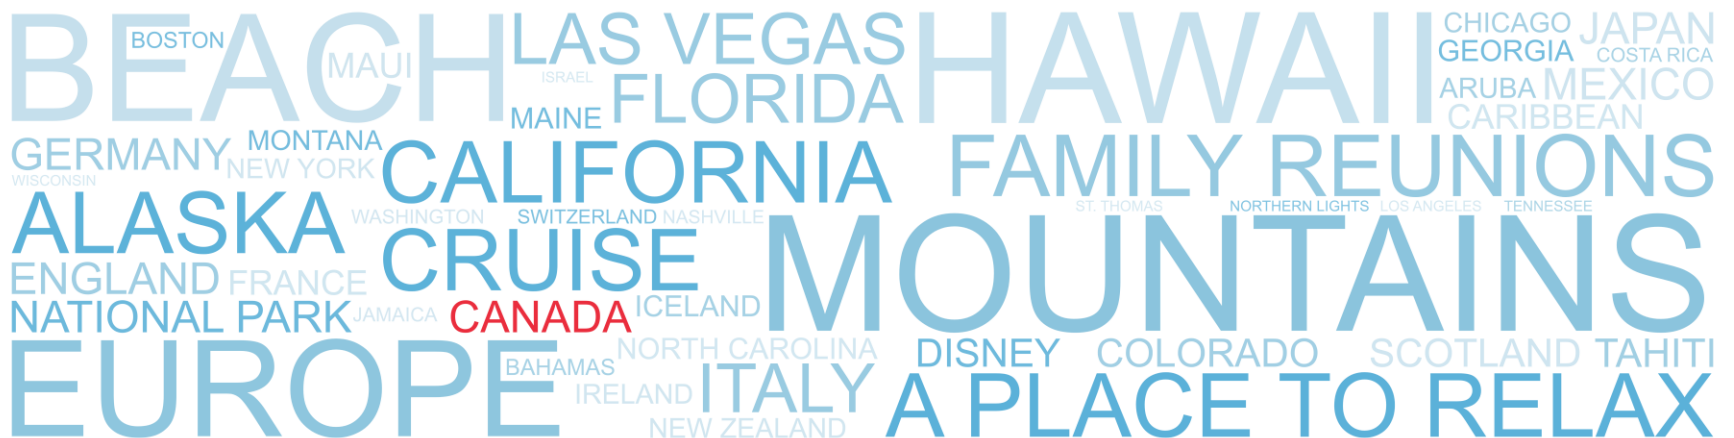 BEACH
BOSTON
MAUI
LAS VEGAS
ISRAEL
FLORIDA
MAINE
HAWAII
CHICAGO
JAPAN
GEORGIA
COSTA RICA
ARUBA
MEXICO
CARIBBEAN
GERMANY
MONTANA
NEW YORK
WISCONSIN
CALIFORNIA
FAMILY REUNIONS
ALASKA
WASHINGTON
SWITZERLAND
NASHVILLE
ST. THOMAS
NORTHERN LIGHTS
LOS ANGELES
TENNESSEE
CRUISE
MOUNTAINS
ENGLAND
FRANCE
NATIONAL PARK
JAMAICA
CANADA
ICELAND
EUROPE
BAHAMAS
NORTH CAROLINA
IRELAND
ITALY
NEW ZEALAND
DISNEY
COLORADO
SCOTLAND
TAHITI
A PLACE TO RELAX